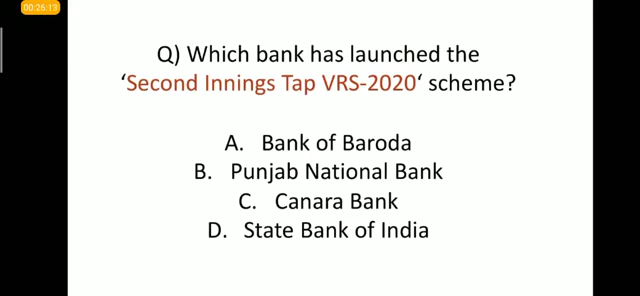 00:26:13
Q) Which bank has launched the
‘Second Innings Tap VRS-2020‘ scheme?
A. Bank of Baroda
B. Punjab National Bank
C. Canara Bank
D. State Bank of India